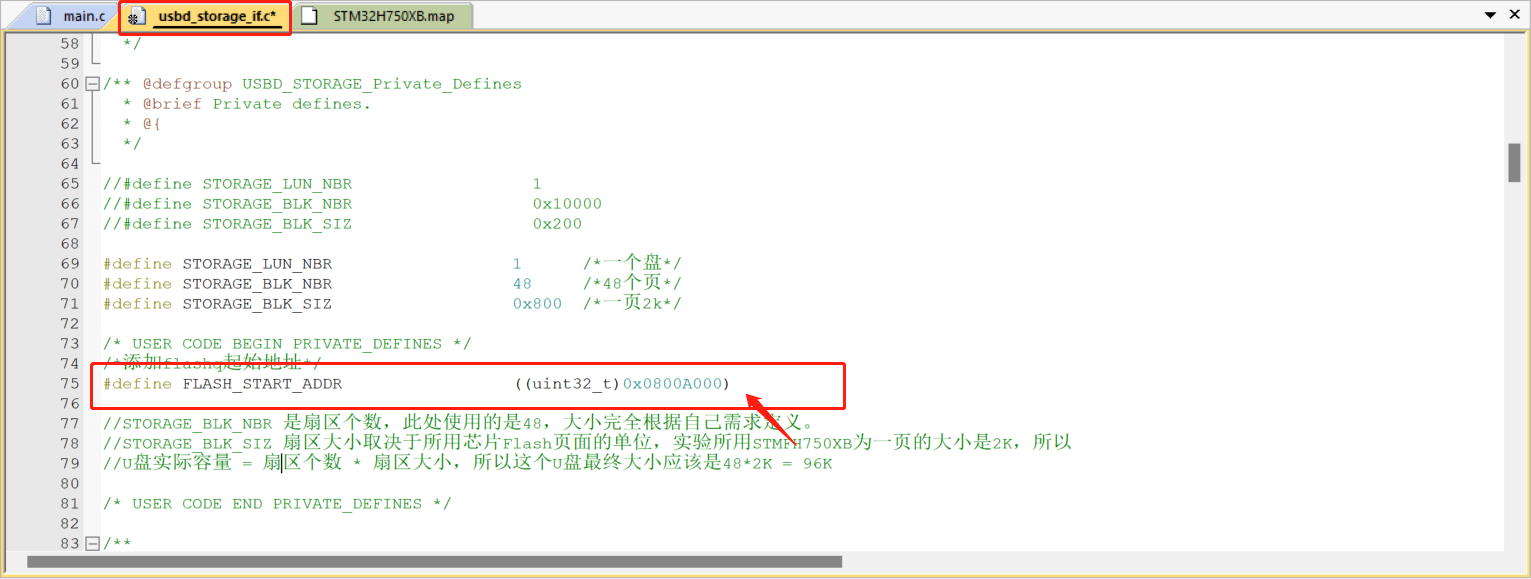 main.c usbd_storage_if.c* STM32H750XB.map
58 */
59
60 /** @defgroup USBD_STORAGE_Private_Defines
61 * @brief Private defines.
62 * @{
63 */
64
65 //#define STORAGE_LUN_NBR 1
66 //#define STORAGE_BLK_NBR 0x10000
67 //#define STORAGE_BLK_SIZ 0x200
68
69 #define STORAGE_LUN_NBR 1 /*一个盘*/
70 #define STORAGE_BLK_NBR 48 /*48个页*/
71 #define STORAGE_BLK_SIZ 0x800 /*一页2k*/
72
73 /* USER CODE BEGIN PRIVATE_DEFINES */
74 /*添加flashq起始地址*/
75 #define FLASH_START_ADDR ((uint32_t)0x0800A000)
76
77 //STORAGE_BLK_NBR 是扇区个数，此处使用的是48，大小完全根据自己需求定义。
78 //STORAGE_BLK_SIZ 扇区大小取决于所用芯片Flash页面的单位，实验所用STMFH750XB为一页的大小是2K，所以
79 //U盘实际容量 = 扇区个数 * 扇区大小，所以这个U盘最终大小应该是48*2K = 96K
80
81 /* USER CODE END PRIVATE_DEFINES */
82
83 /**